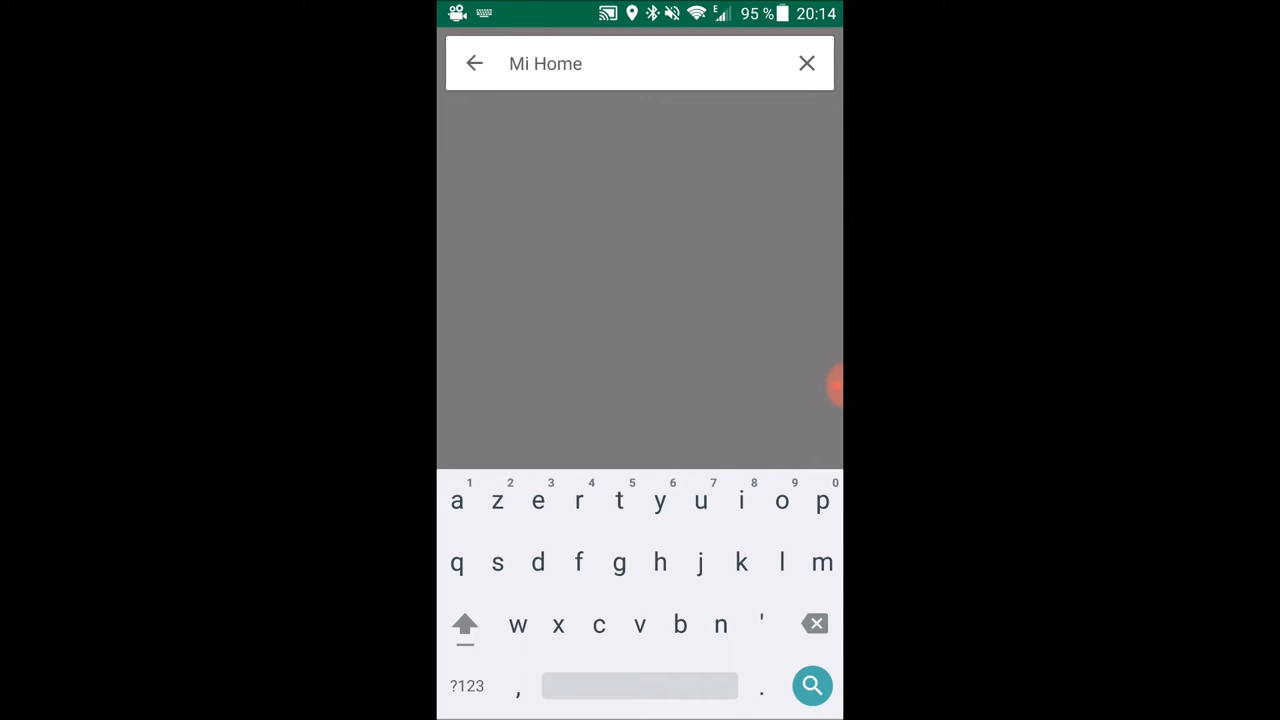 E 95 % 20:14
Mi Home
1 2 3 4 5 6 7 8 9 0
a z e r t y u i o p
q s d f g h j k l m
w x c v b n '
?123 , .